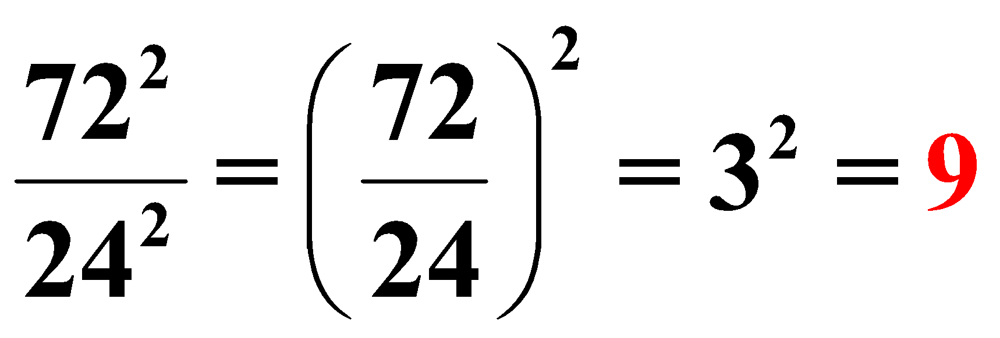 72²/24² = (72/24)² = 3² = 9